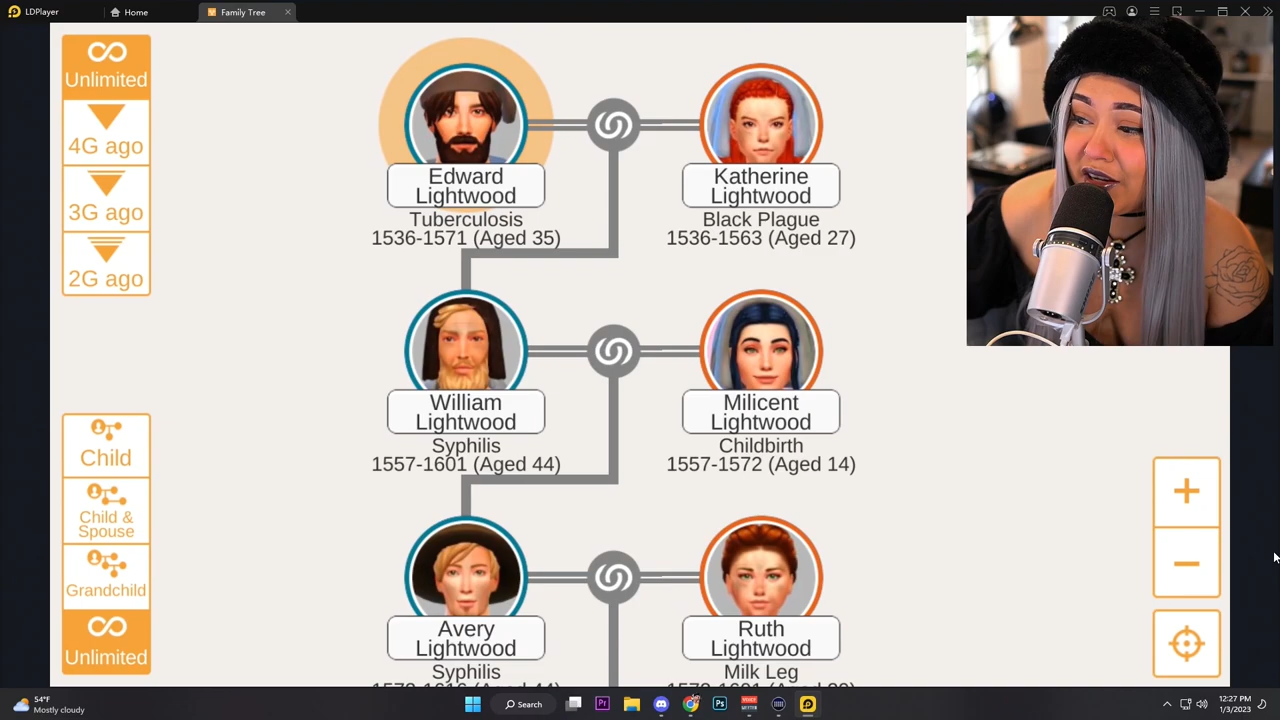 LDPlayer
Home
Family Tree
Unlimited
4G ago
3G ago
2G ago
Edward
Lightwood
Tuberculosis
1536-1571 (Aged 35)
Katherine
Lightwood
Black Plague
1536-1563 (Aged 27)
William
Lightwood
Syphilis
1557-1601 (Aged 44)
Milicent
Lightwood
Childbirth
1557-1572 (Aged 14)
Avery
Lightwood
Syphilis
Ruth
Lightwood
Milk Leg
Child
Child &
Spouse
Grandchild
Unlimited
54°F
Mostly cloudy
Search
12:27 PM
1/3/2023